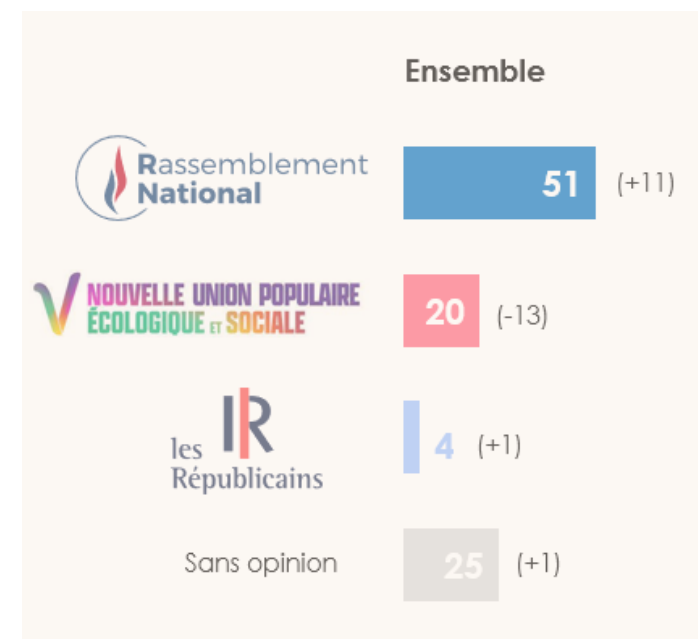 Ensemble
Rassemblement
National
51 (+11)
NOUVELLE UNION POPULAIRE
ÉCOLOGIQUE ET SOCIALE
20 (-13)
lR
les
Républicains
4 (+1)
Sans opinion 25 (+1)